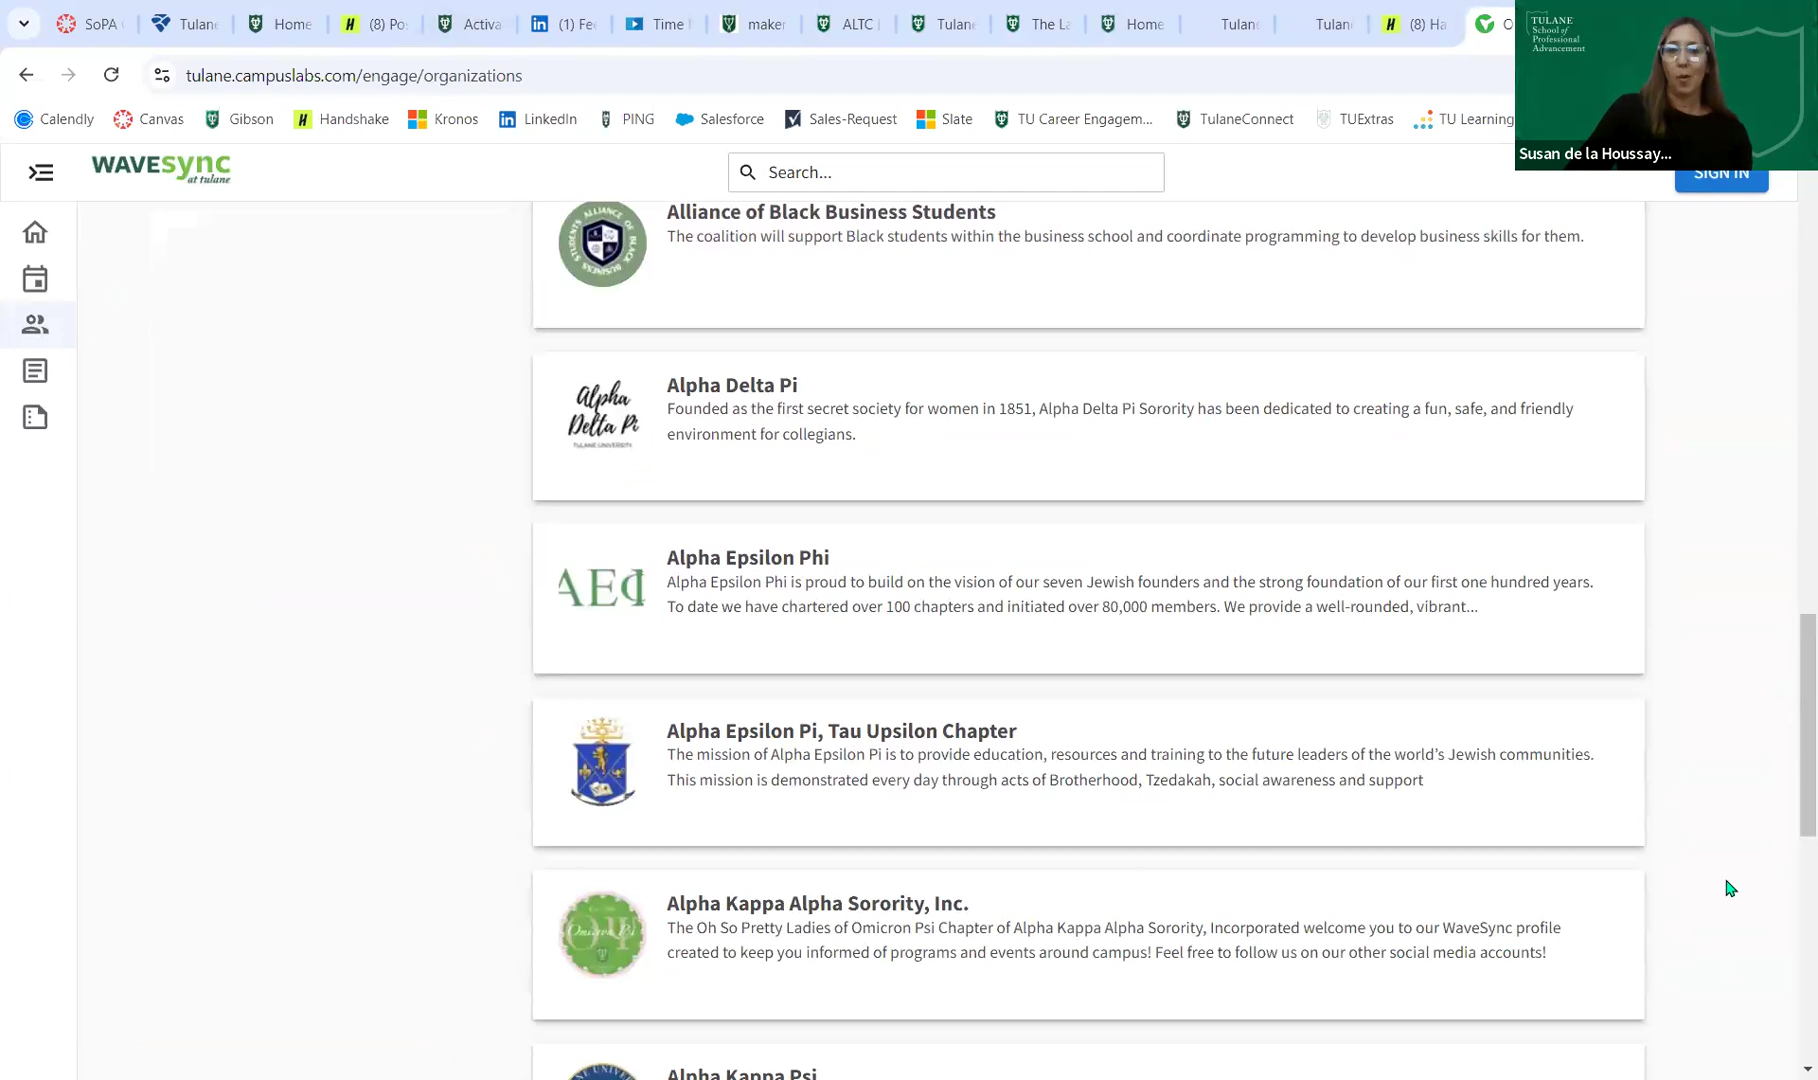 SoPA
Tulane
Home
(8) Po
Activa
(1) Fee
Time
maker
ALTC
Tulane
The La
Home
Tulan
Tulan
(8) Ha
TULANE
School of
Professional
Advancement
tulane.campuslabs.com/engage/organizations
Calendly
Canvas
Gibson
Handshake
Kronos
LinkedIn
PING
Salesforce
Sales-Request
Slate
TU Career Engagem...
TulaneConnect
TUExtras
TU Learning
Susan de la Houssay...
WAVESync
at tulane
Search...
SIGN IN
Alliance of Black Business Students
The coalition will support Black students within the business school and coordinate programming to develop business skills for them.
Alpha
Delta Pi
TULANE UNIVERSITY
Alpha Delta Pi
Founded as the first secret society for women in 1851, Alpha Delta Pi Sorority has been dedicated to creating a fun, safe, and friendly
environment for collegians.
ΑΕΦ
Alpha Epsilon Phi
Alpha Epsilon Phi is proud to build on the vision of our seven Jewish founders and the strong foundation of our first one hundred years.
To date we have chartered over 100 chapters and initiated over 80,000 members. We provide a well-rounded, vibrant...
Alpha Epsilon Pi, Tau Upsilon Chapter
The mission of Alpha Epsilon Pi is to provide education, resources and training to the future leaders of the world's Jewish communities.
This mission is demonstrated every day through acts of Brotherhood, Tzedakah, social awareness and support
Omicron Psi
Alpha Kappa Alpha Sorority, Inc.
The Oh So Pretty Ladies of Omicron Psi Chapter of Alpha Kappa Alpha Sorority, Incorporated welcome you to our WaveSync profile
created to keep you informed of programs and events around campus! Feel free to follow us on our other social media accounts!
Alpha Kappa Psi